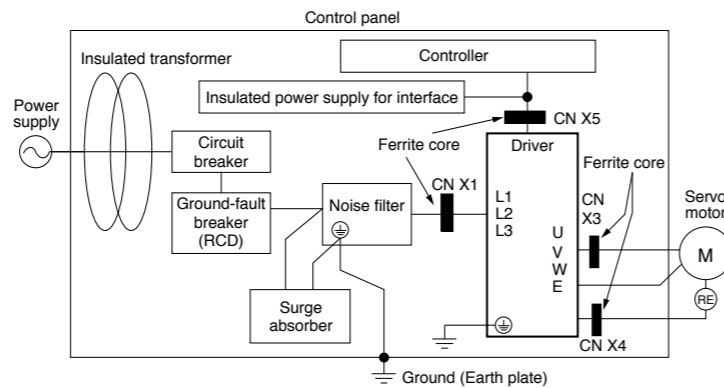 Control panel
Insulated transformer
Controller
Power
supply
Insulated power supply for interface
CN X5
Circuit
breaker
Ferrite core
Driver
Ferrite core
Ground-fault
breaker
(RCD)
Noise filter
CN X1
L1
L2
L3
CN
X3
Servo
motor
U
V
W
E
M
RE
Surge
absorber
CN X4
Ground (Earth plate)